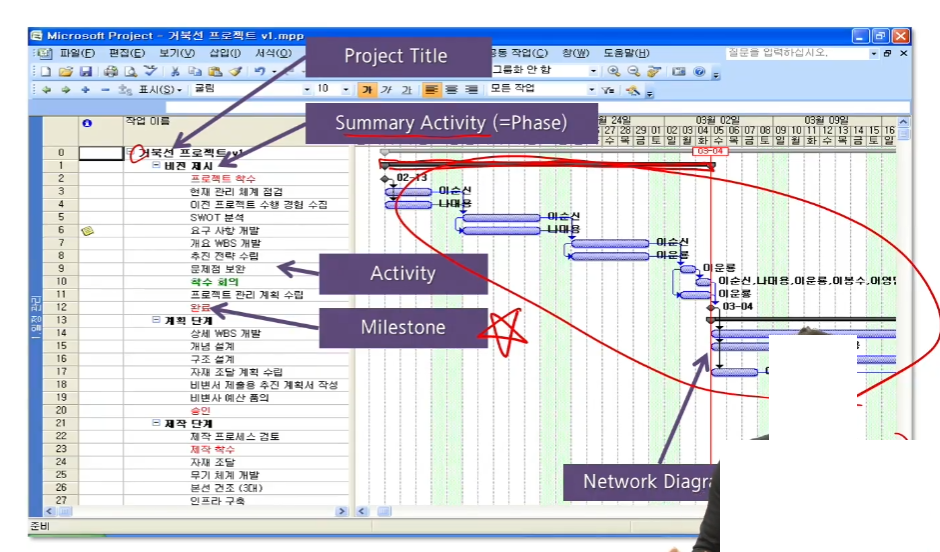 Microsoft Project - 거북선 프로젝트 v1.mpp
파일(F) 편집(E) 보기(V) 삽입(I) 서식(O) 공동 작업(C) 창(W) 도움말(H) 질문을 입력하십시오.
그룹화 안 함
표시(S) 굴림 10 가 가 가 모든 작업
Project Title
Summary Activity (=Phase)
작업 이름
월 24일 03월 02일 03월 09일
26 27 28 29 01 02 03 04 05 06 07 08 09 10 11 12 13 14 15 16
수 목 금 토 일 월 화 수 목 금 토 일 월 화 수 목 금 토 일
03-04
0 거북선 프로젝트 v1
1 비전 제시
2 프로젝트 착수 02-13
3 현재 관리 체계 점검 이순신
4 이전 프로젝트 수행 경험 수집 나대용
5 SWOT 분석 이순신
6 요구 사항 개발 나대용
7 개요 WBS 개발 이순신
8 추진 전략 수립 이운룡
9 문제점 보완 이운룡
10 착수 회의 이순신,나대용,이운룡,이봉수
11 프로젝트 관리 계획 수립 이운룡
12 완료 03-04
13 계획 단계
14 상세 WBS 개발
15 개념 설계
16 구조 설계
17 자재 조달 계획 수립
18 비변서 제출용 추진 계획서 작성
19 비변사 예산 품의
20 승인
21 제작 단계
22 제작 프로세스 검토
23 제작 착수
24 자재 조달
25 무기 체계 개발
26 본선 건조 (3대)
27 인프라 구축
Activity
Milestone
Network Diagra
준비